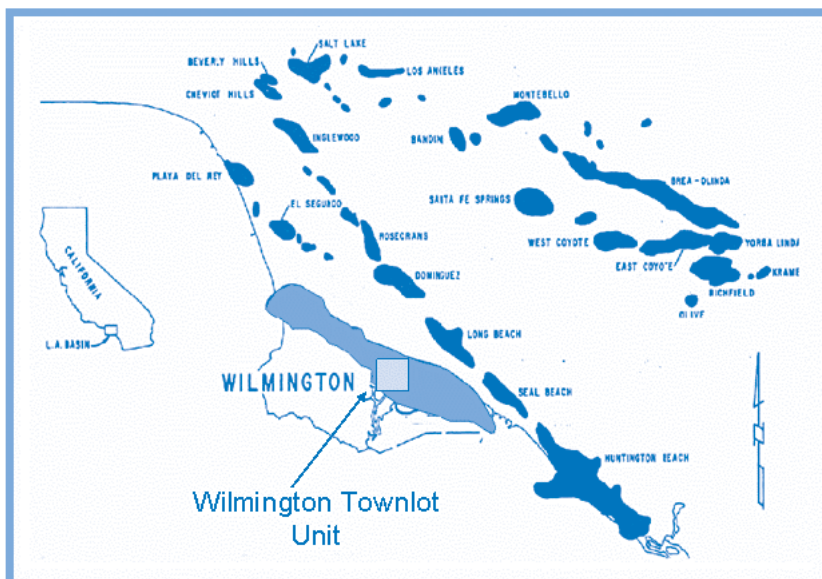 SALT LAKE
BEVERLY HILLS
LOS ANGELES
CHEVIOT HILLS
MONTEBELLO
INGLEWOOD
BANDINI
PLAYA DEL REY
BREA-OLINDA
SANTA FE SPRINGS
EL SEGUNDO
ROSECRANS
WEST COYOTE
YORBA LINDA
EAST COYOTE
KRAME
DOMINGUEZ
RICHFIELD
OLIVE
CALIFORNIA
L.A. BASIN
LONG BEACH
WILMINGTON
SEAL BEACH
HUNTINGTON BEACH
Wilmington Townlot
Unit